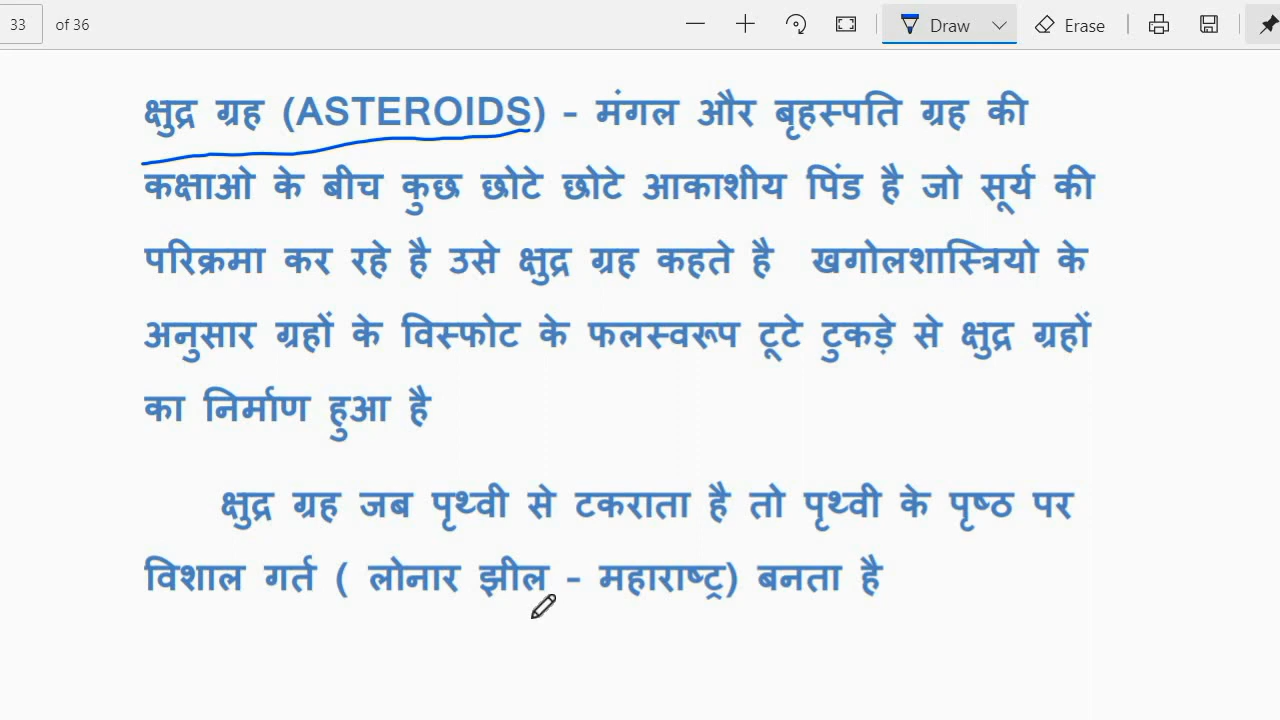 33 of 36 Draw Erase
क्षुद्र ग्रह (ASTEROIDS) - मंगल और बृहस्पति ग्रह की
कक्षाओ के बीच कुछ छोटे छोटे आकाशीय पिंड है जो सूर्य की
परिक्रमा कर रहे है उसे क्षुद्र ग्रह कहते है खगोलशास्त्रियो के
अनुसार ग्रहों के विस्फोट के फलस्वरूप टूटे टुकड़े से क्षुद्र ग्रहों
का निर्माण हुआ है
क्षुद्र ग्रह जब पृथ्वी से टकराता है तो पृथ्वी के पृष्ठ पर
विशाल गर्त ( लोनार झील - महाराष्ट्र) बनता है